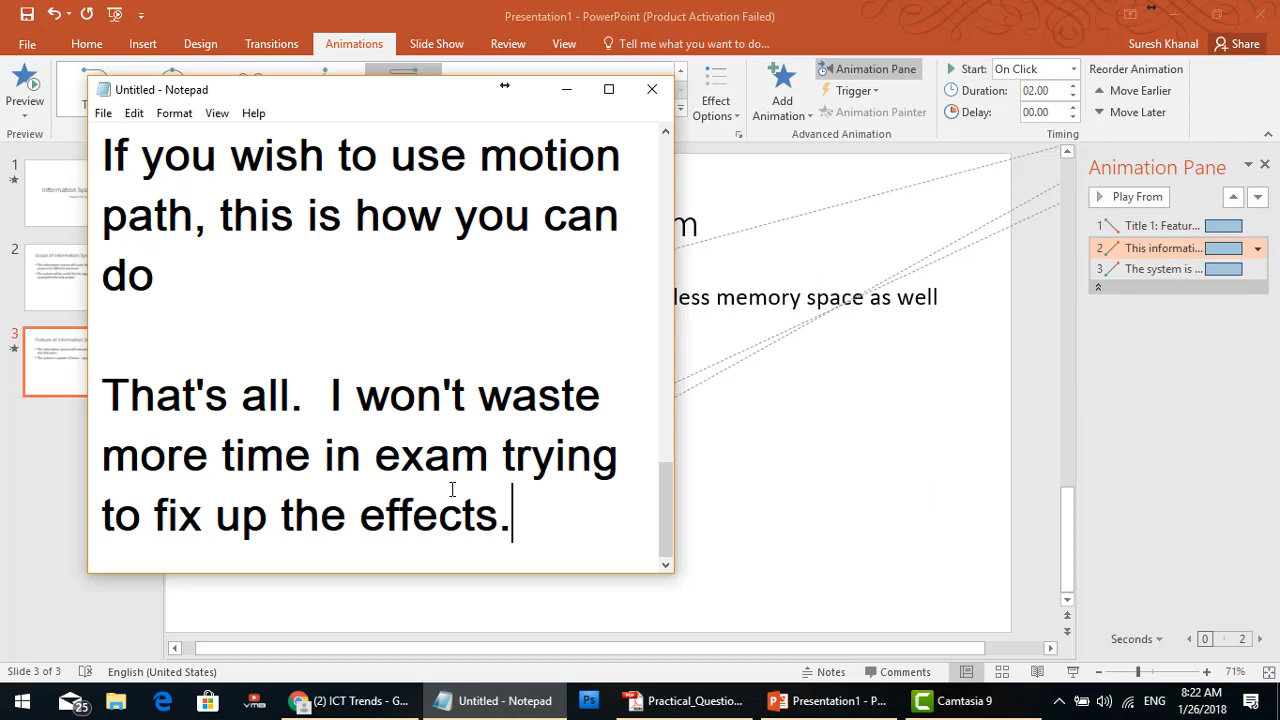 Presentation1 - PowerPoint (Product Activation Failed)
File Home Insert Design Transitions Animations Slide Show Review View Tell me what you want to do... Suresh Khanal Share
Preview
Preview
Effect
Options
Add
Animation
Animation Pane
Trigger
Animation Painter
Advanced Animation
Start: On Click
Duration: 02.00
Delay: 00.00
Timing
Reorder Animation
Move Earlier
Move Later
Untitled - Notepad
File Edit Format View Help
If you wish to use motion
path, this is how you can
do
That's all.  I won't waste
more time in exam trying
to fix up the effects.
1
2
3
m
less memory space as well
Animation Pane
Play From
1 Title 1: Featur...
2 This informati...
3 The system is ...
Seconds 0 2
Slide 3 of 3 English (United States) Notes Comments 71%
25 (2) ICT Trends - G... Untitled - Notepad Ps Practical_Questio... Presentation1 - P... Camtasia 9 ENG 8:22 AM
1/26/2018